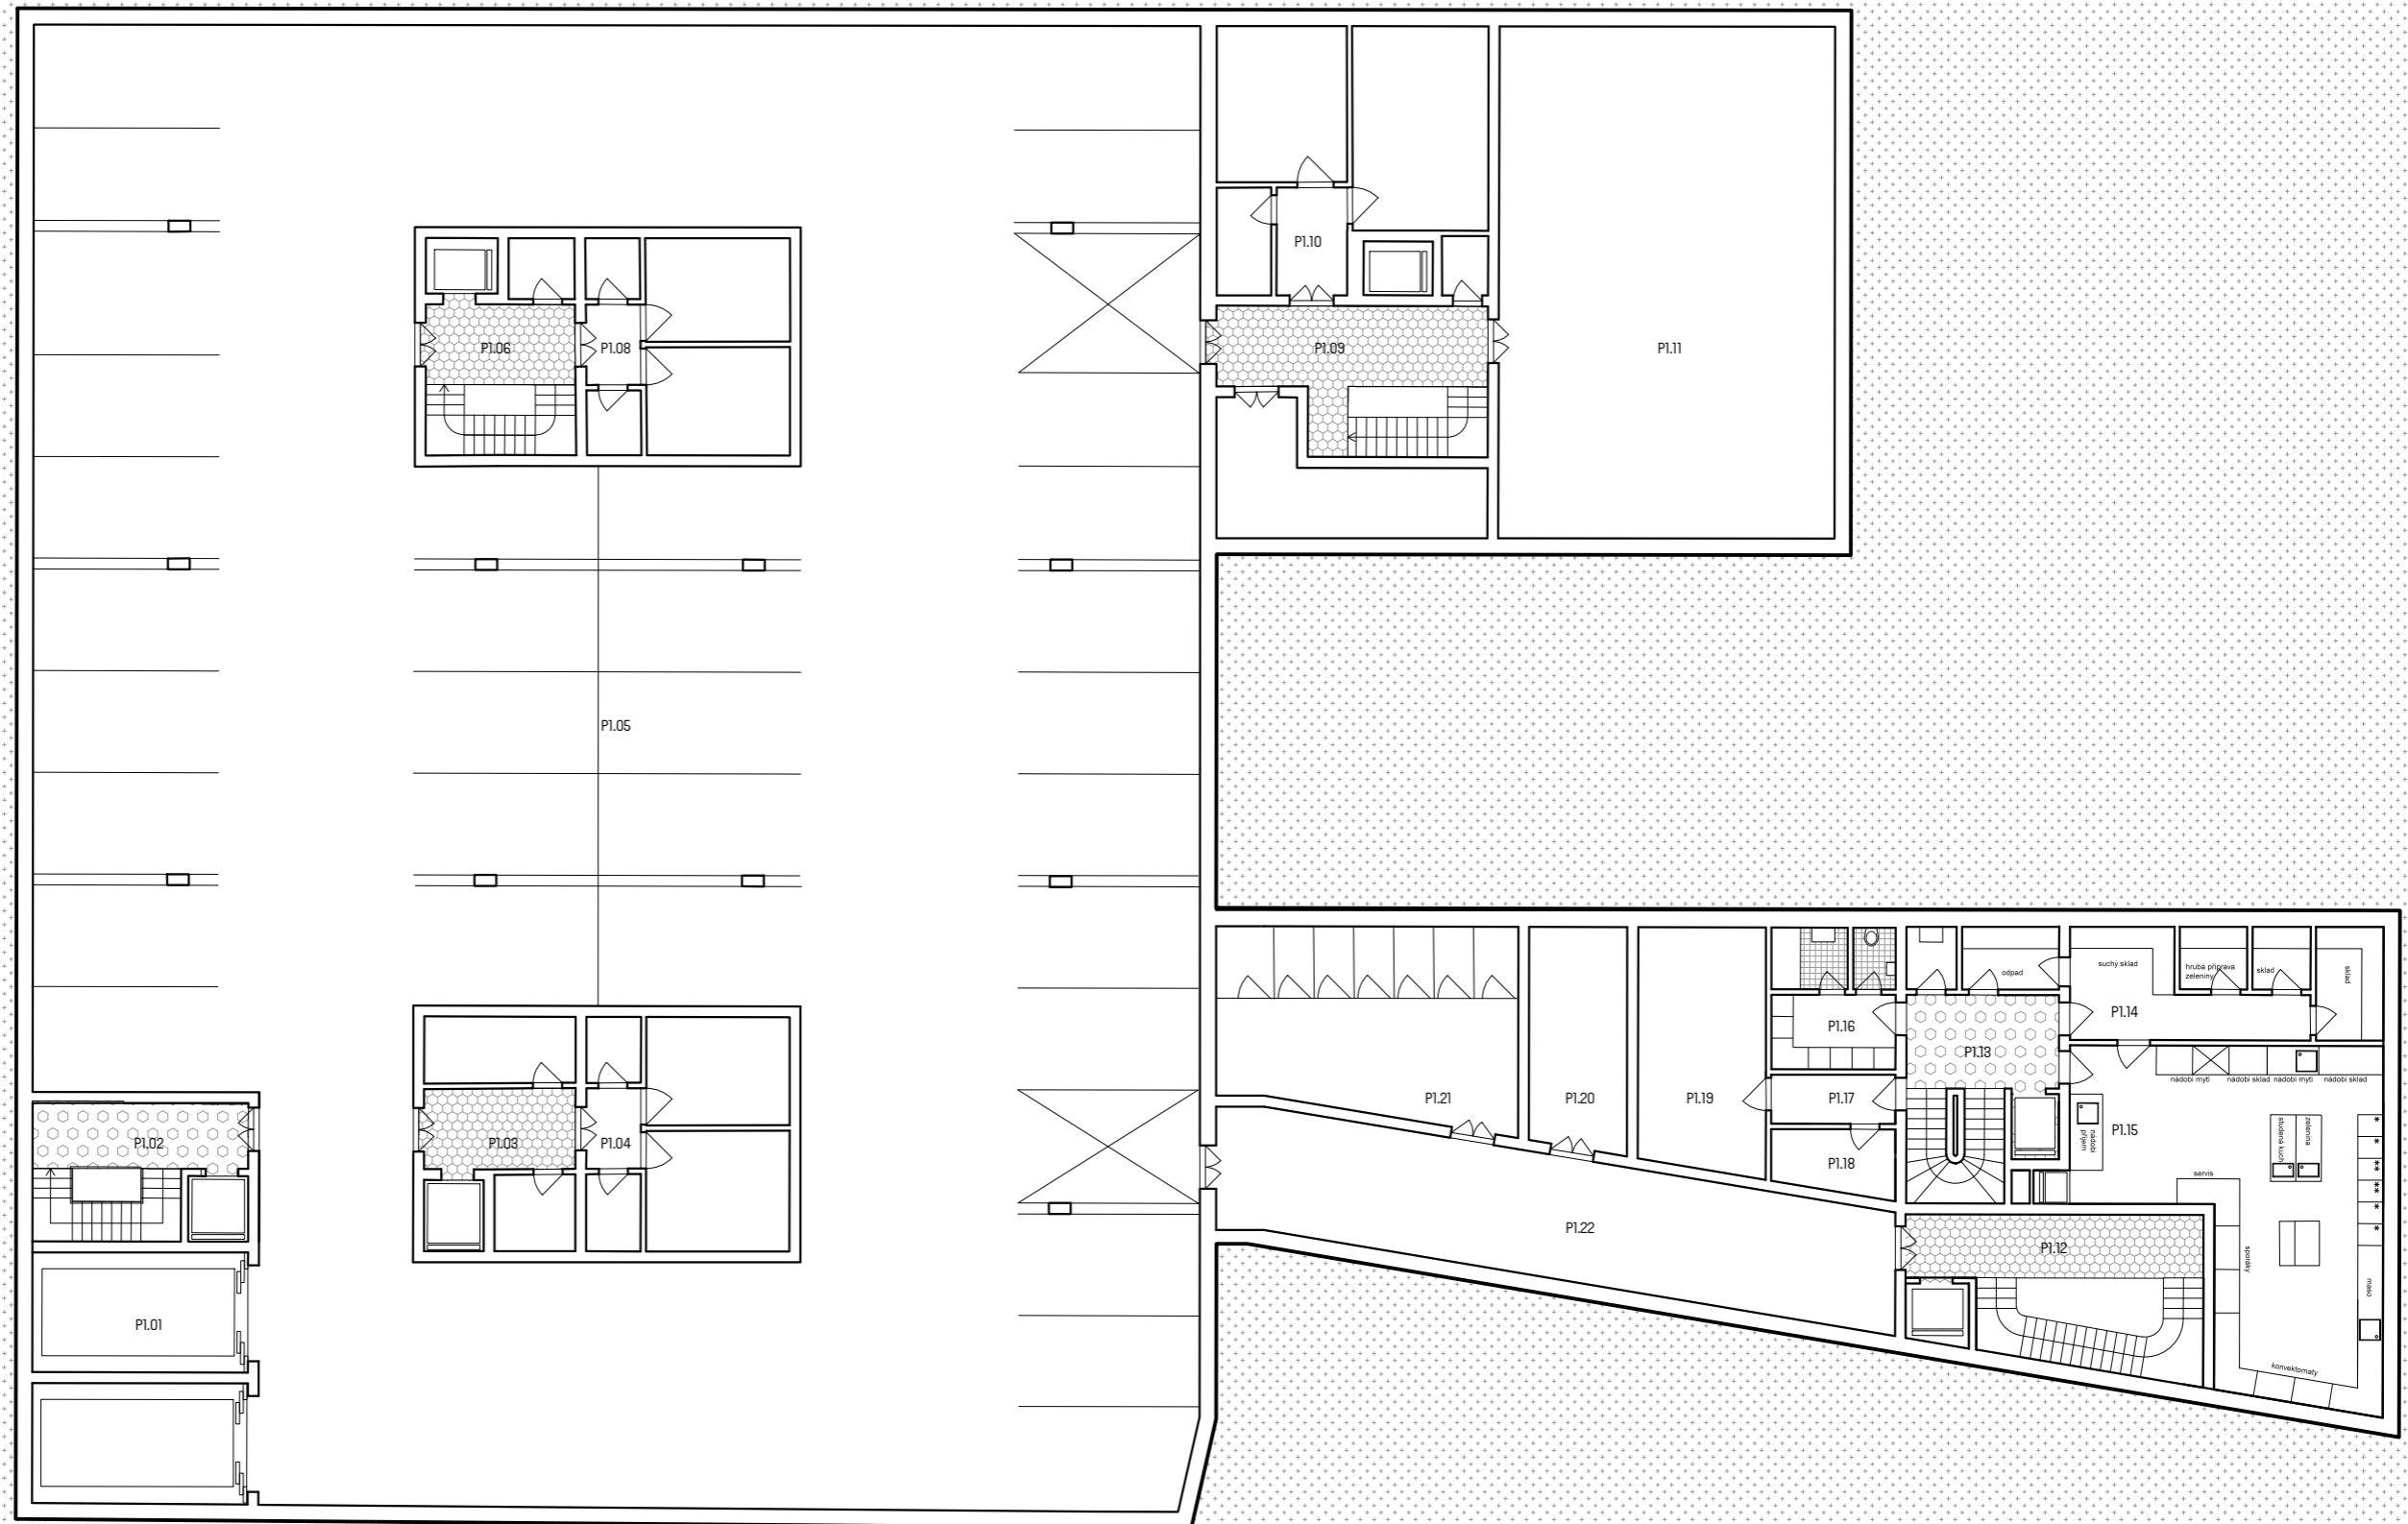 P1.10
P1.06
P1.08
P1.09
P1.11
P1.05
odpad
suchý sklad
hrubá příprava
zeleniny
sklad
sklad
P1.14
P1.16
P1.13
nádobí mytí
nádobí sklad
nádobí mytí
nádobí sklad
P1.21
P1.20
P1.19
P1.17
P1.15
nádobí
příjem
studená kuch
zelenina
*
*
**
**
*
*
P1.02
P1.03
P1.04
P1.18
servis
P1.22
P1.12
sporáky
maso
P1.01
konvektomaty